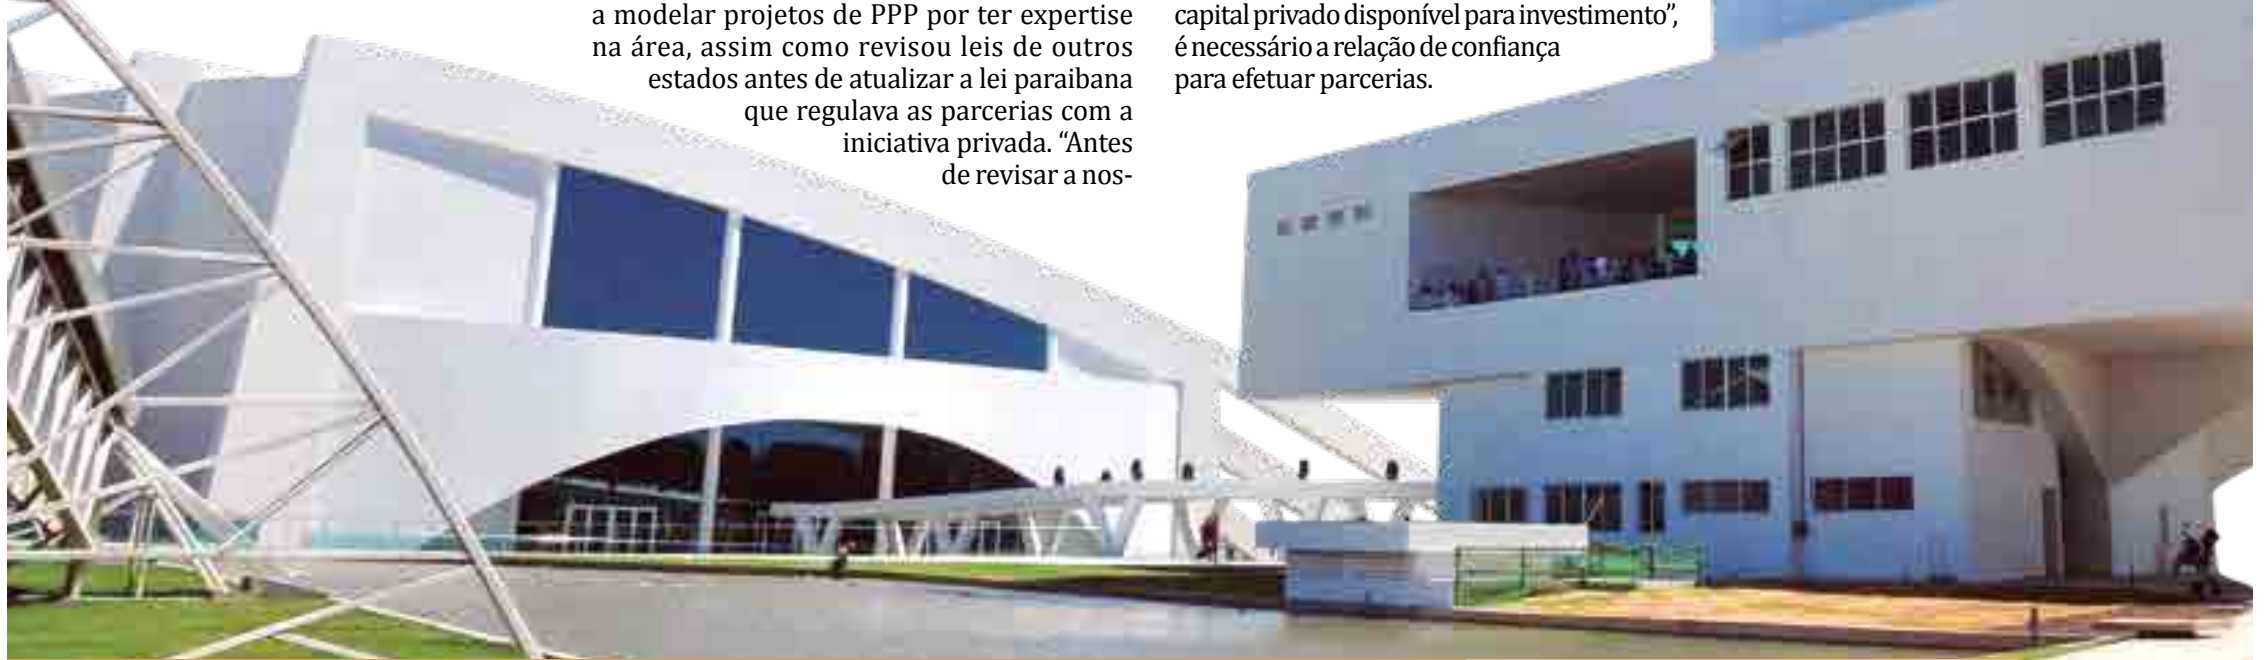 a modelar projetos de PPP por ter expertise
na área, assim como revisou leis de outros
estados antes de atualizar a lei paraibana
que regulava as parcerias com a
iniciativa privada. “Antes
de revisar a nos-
capital privado disponível para investimento”,
é necessário a relação de confiança
para efetuar parcerias.